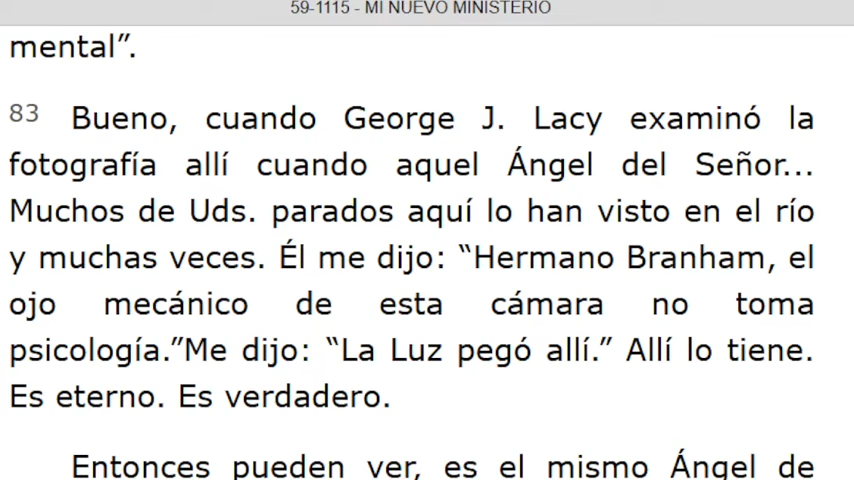 59-1115 - MI NUEVO MINISTERIO
mental”.
83 Bueno, cuando George J. Lacy examinó la
fotografía allí cuando aquel Ángel del Señor...
Muchos de Uds. parados aquí lo han visto en el río
y muchas veces. Él me dijo: “Hermano Branham, el
ojo mecánico de esta cámara no toma
psicología.”Me dijo: “La Luz pegó allí.” Allí lo tiene.
Es eterno. Es verdadero.
Entonces pueden ver, es el mismo Ángel de